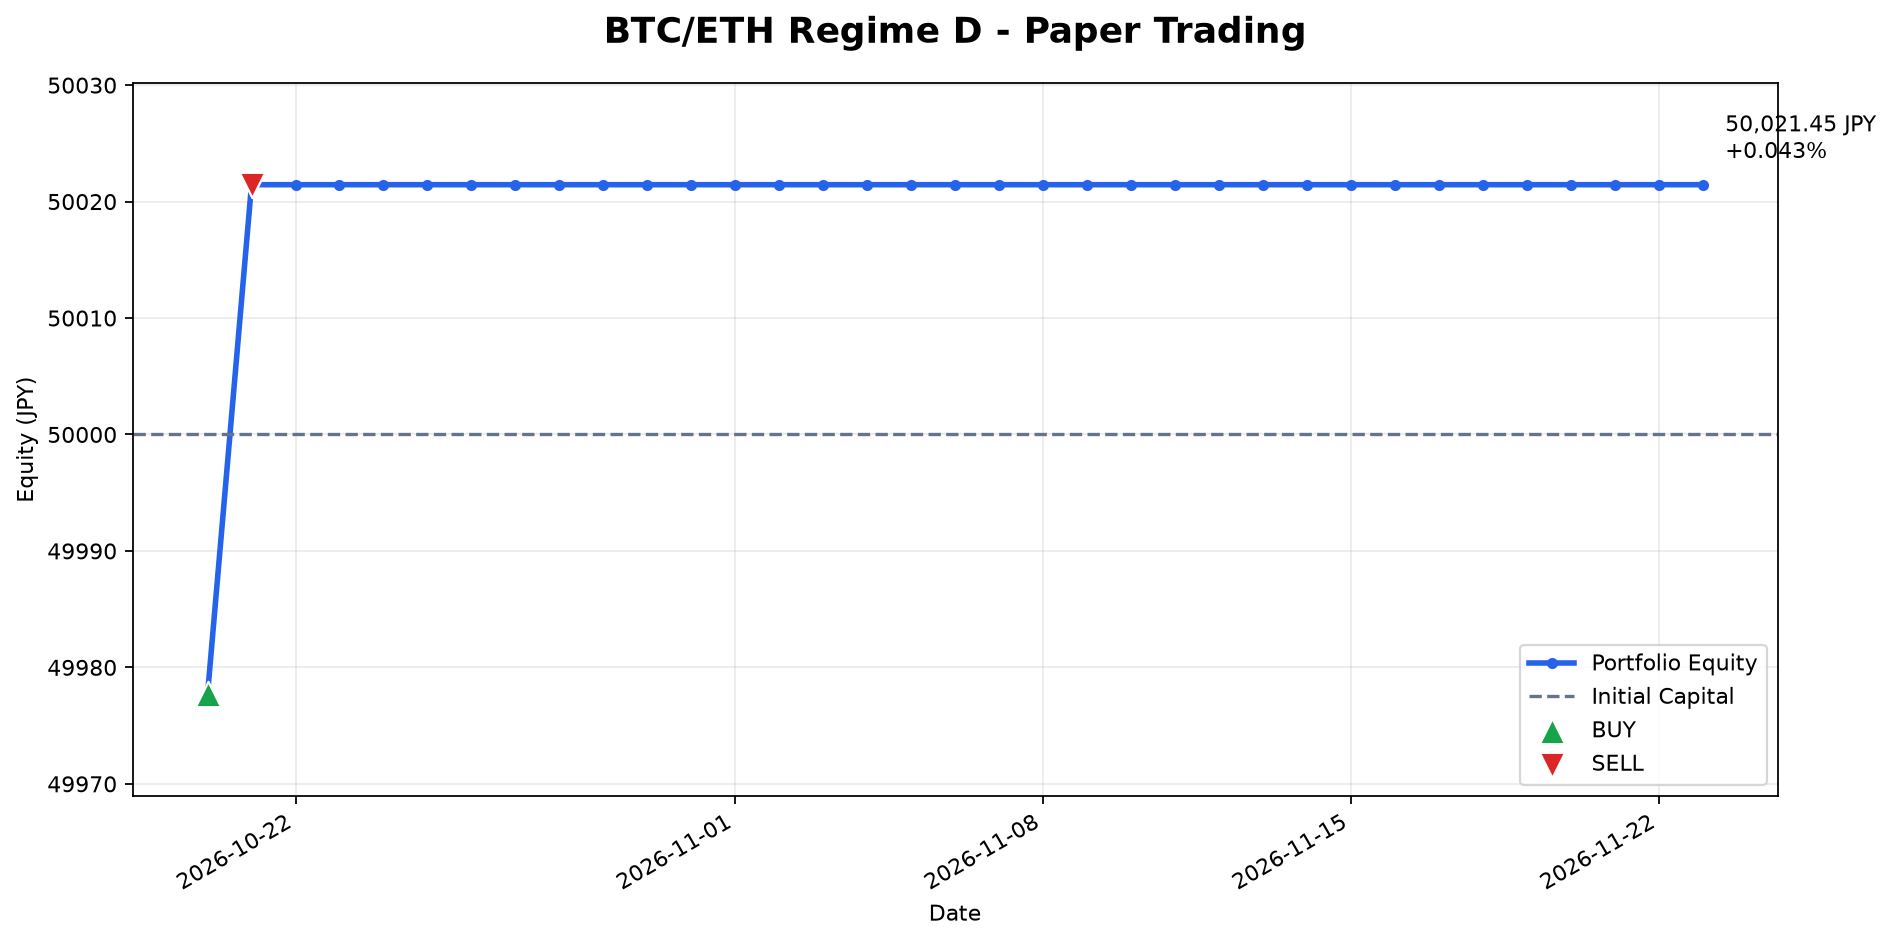 BTC/ETH Regime D - Paper Trading
50030
50020
50010
50000
49990
49980
49970
Equity (JPY)
50,021.45 JPY
+0.043%
Portfolio Equity
Initial Capital
BUY
SELL
2026-10-22
2026-11-01
2026-11-08
2026-11-15
2026-11-22
Date